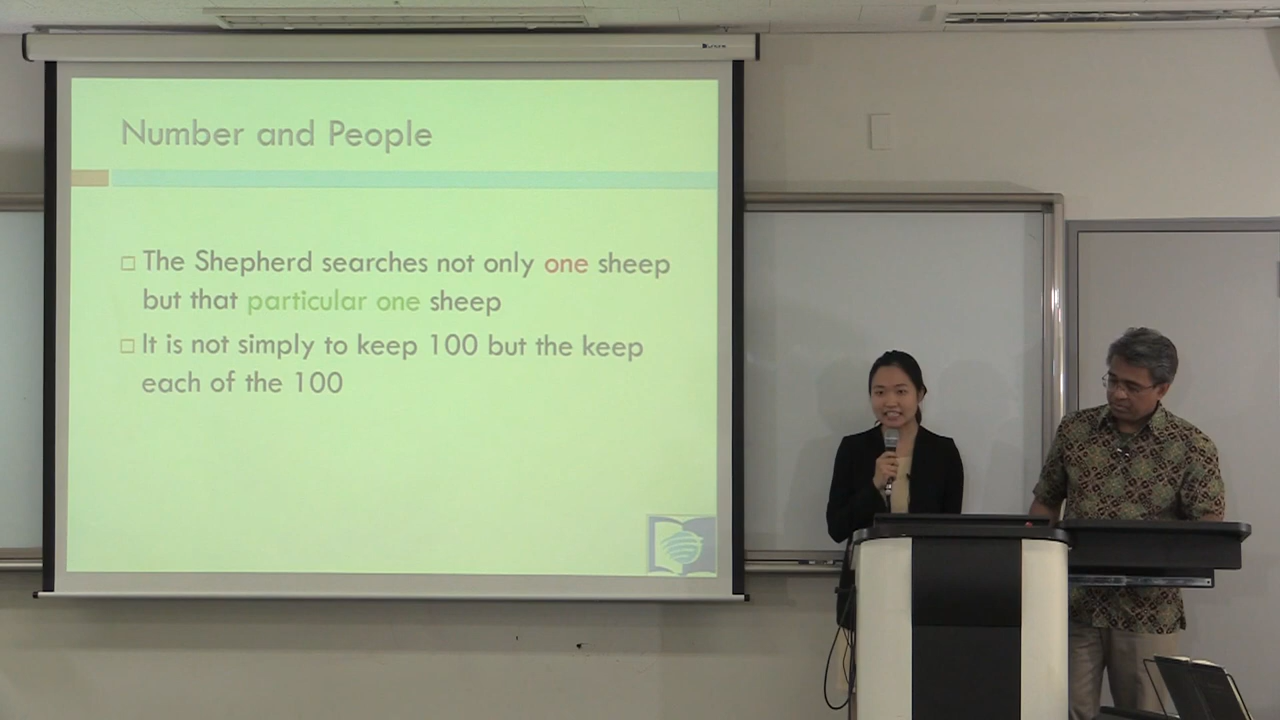 Number and People
The Shepherd searches not only one sheep
but that particular one sheep
It is not simply to keep 100 but the keep
each of the 100